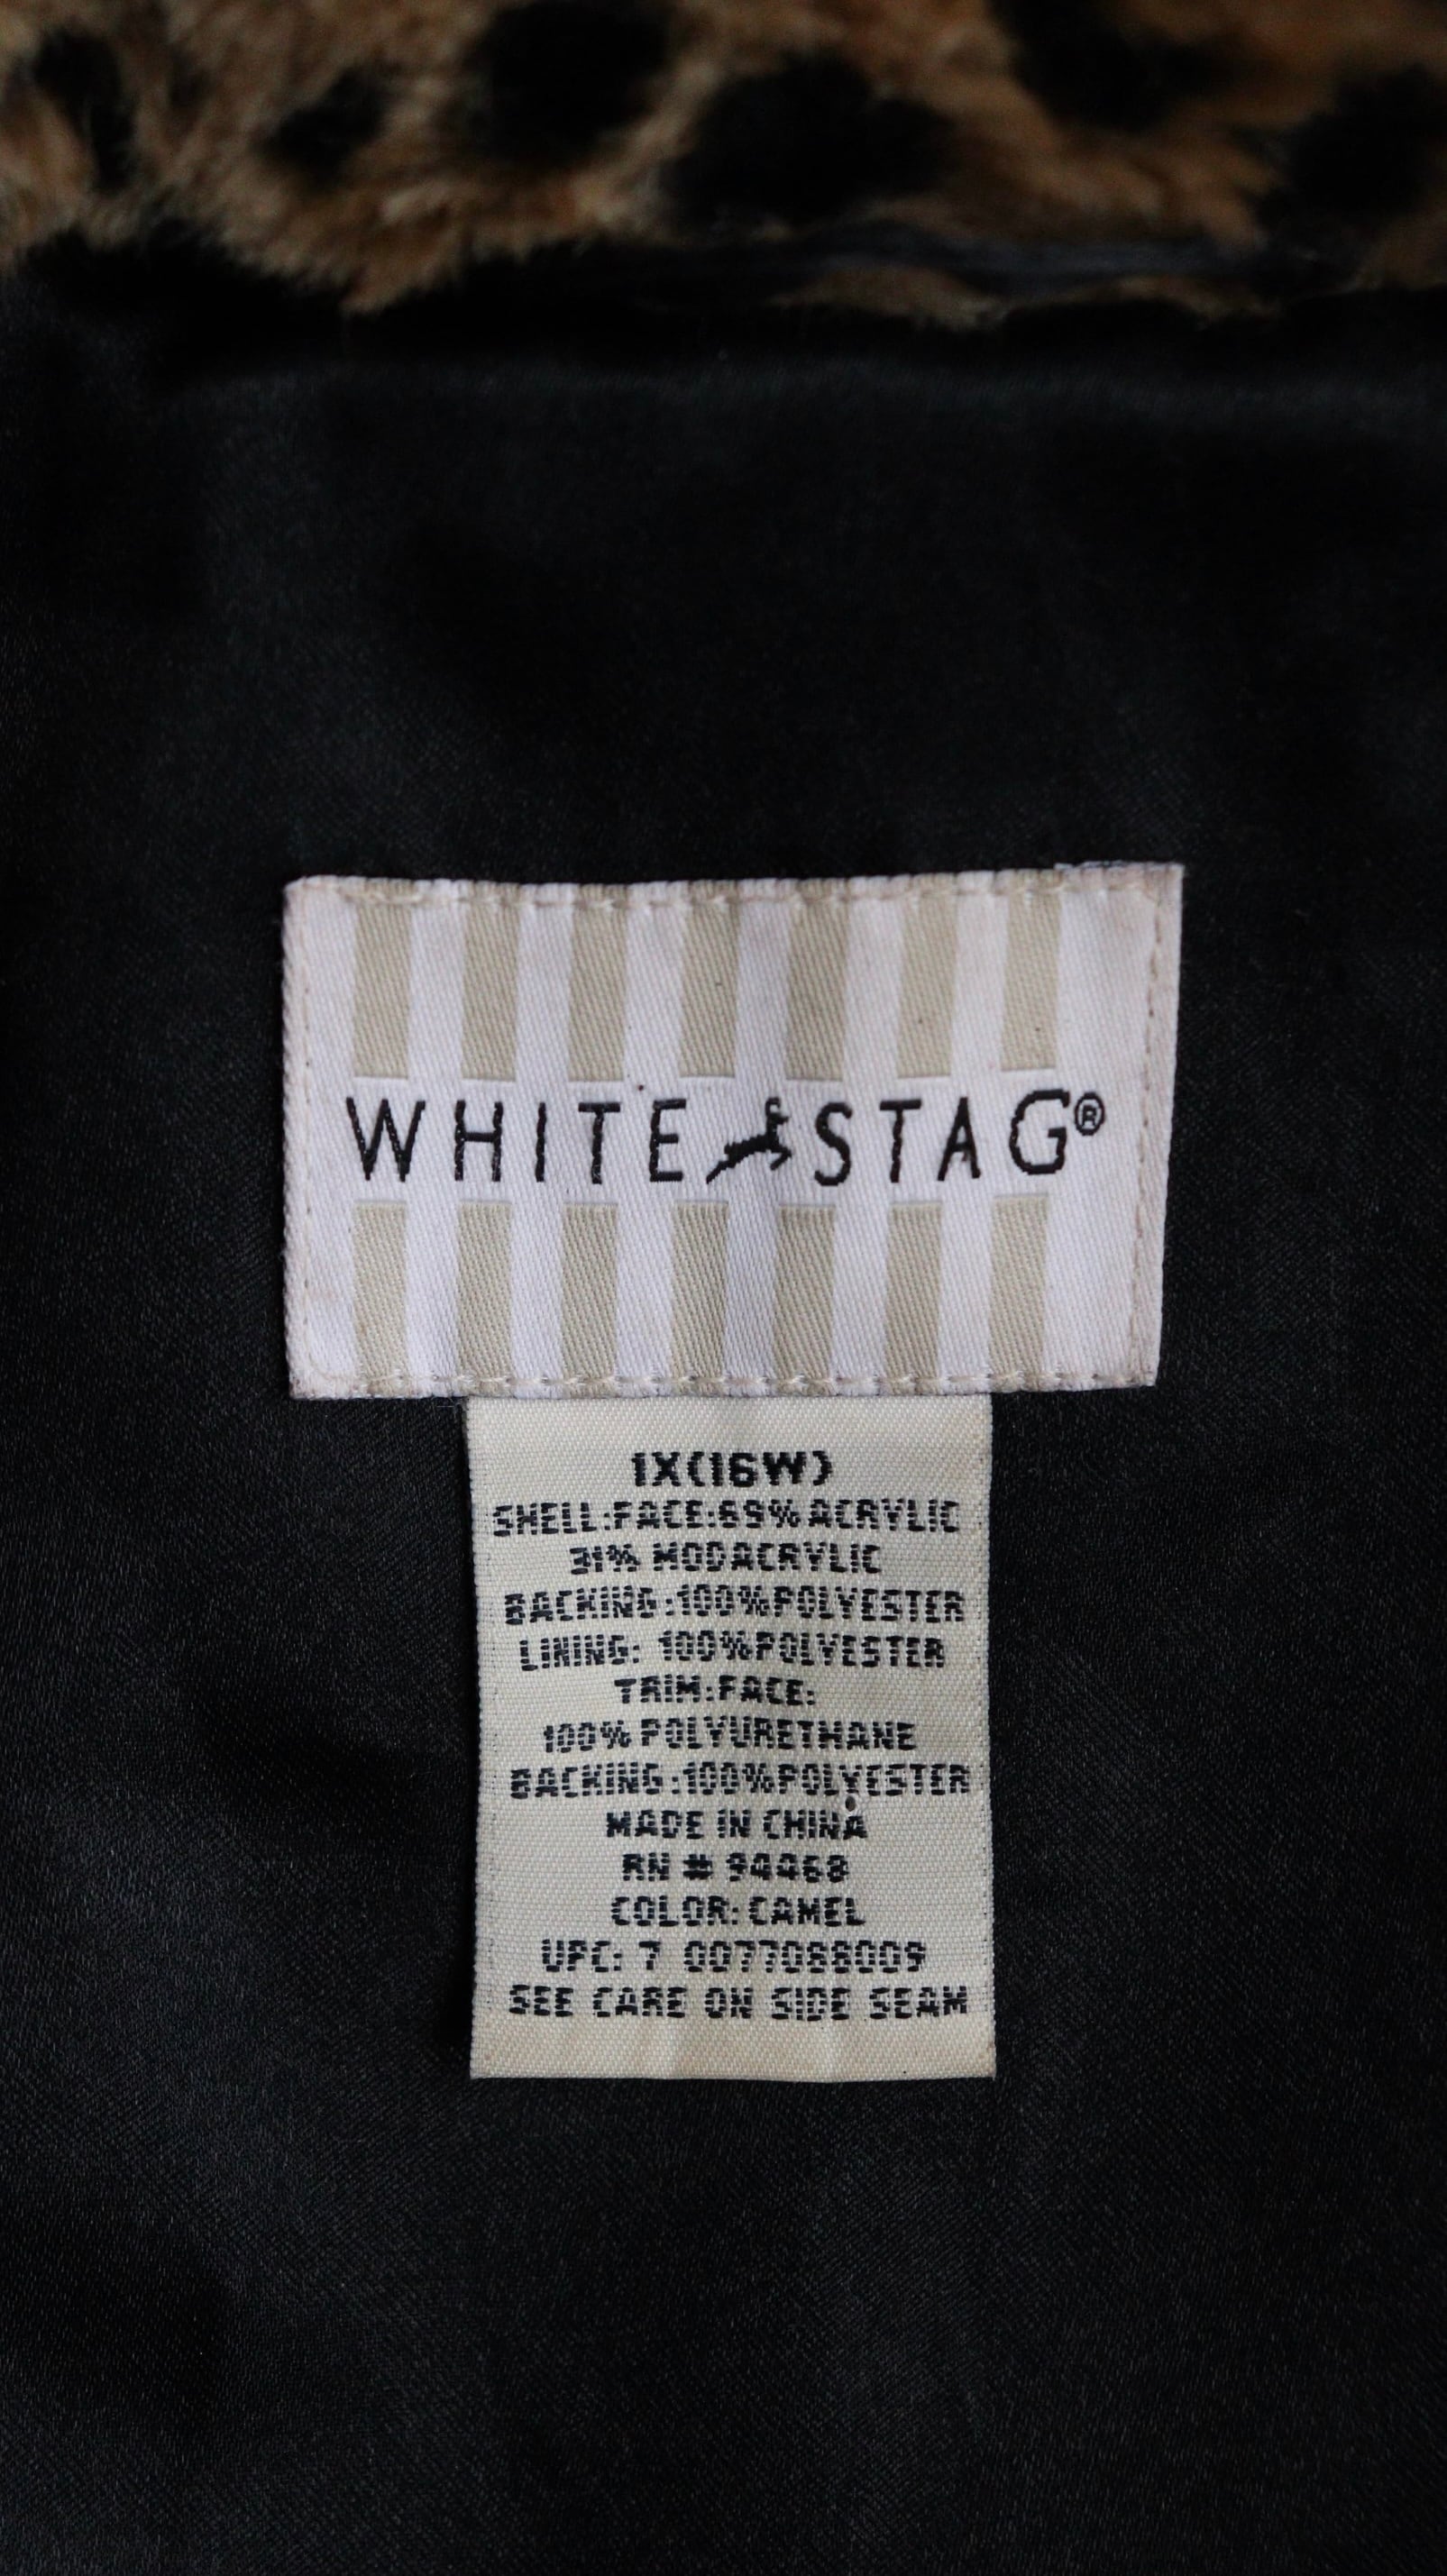 WHITE STAG®
1X(16W)
SHELL:FACE:69% ACRYLIC
31% MODACRYLIC
BACKING:100%POLYESTER
LINING: 100%POLYESTER
TRIM:FACE:
100% POLYURETHANE
BACKING:100%POLYESTER
MADE IN CHINA
RN # 94468
COLOR: CAMEL
UPC: 7 0077088009
SEE CARE ON SIDE SEAM